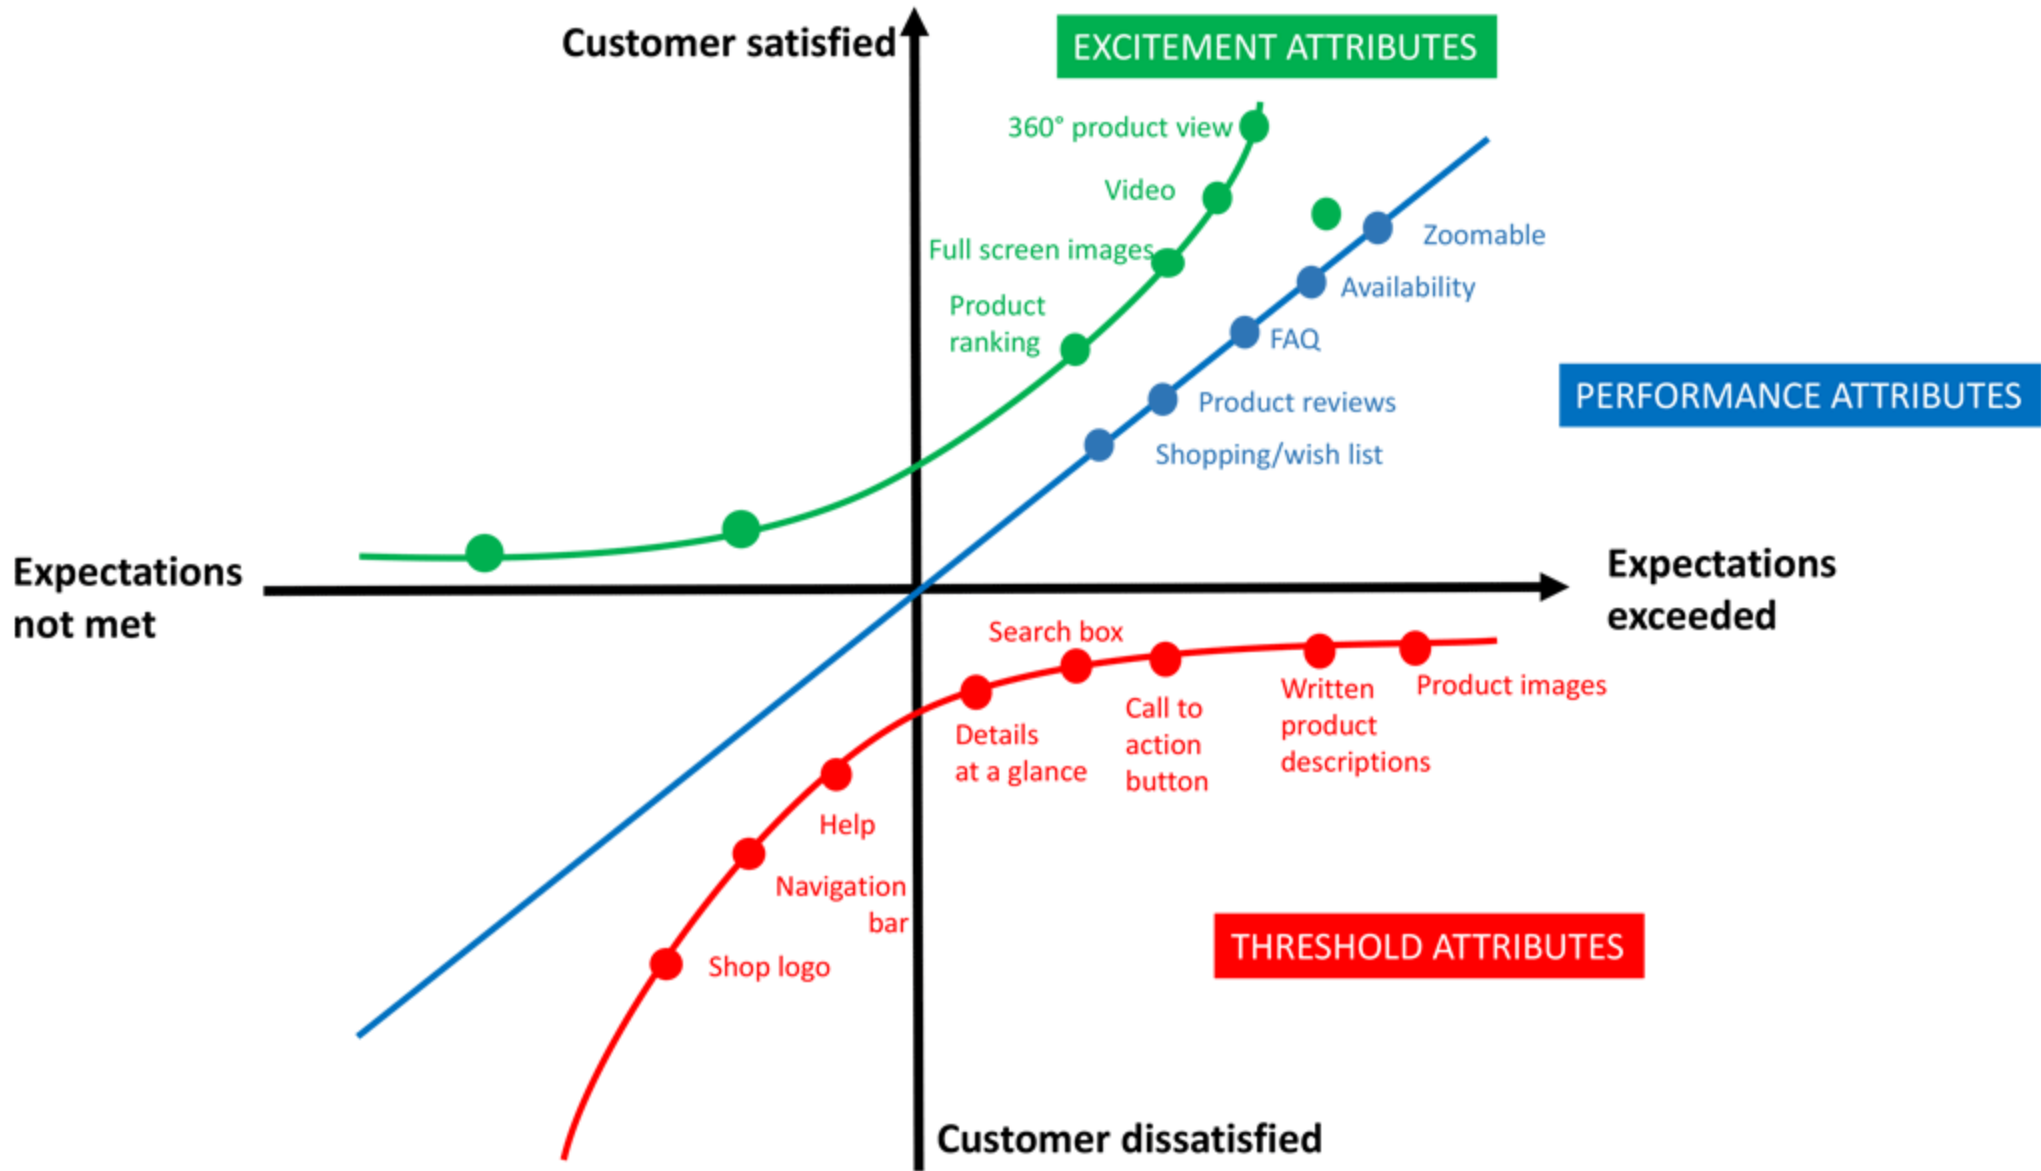 Customer satisfied
EXCITEMENT ATTRIBUTES
360° product view
Video
Full screen images
Product
ranking
Zoomable
Availability
FAQ
Product reviews
Shopping/wish list
PERFORMANCE ATTRIBUTES
Expectations
not met
Expectations
exceeded
Search box
Details
at a glance
Call to
action
button
Written
product
descriptions
Product images
Help
Navigation
bar
Shop logo
THRESHOLD ATTRIBUTES
Customer dissatisfied